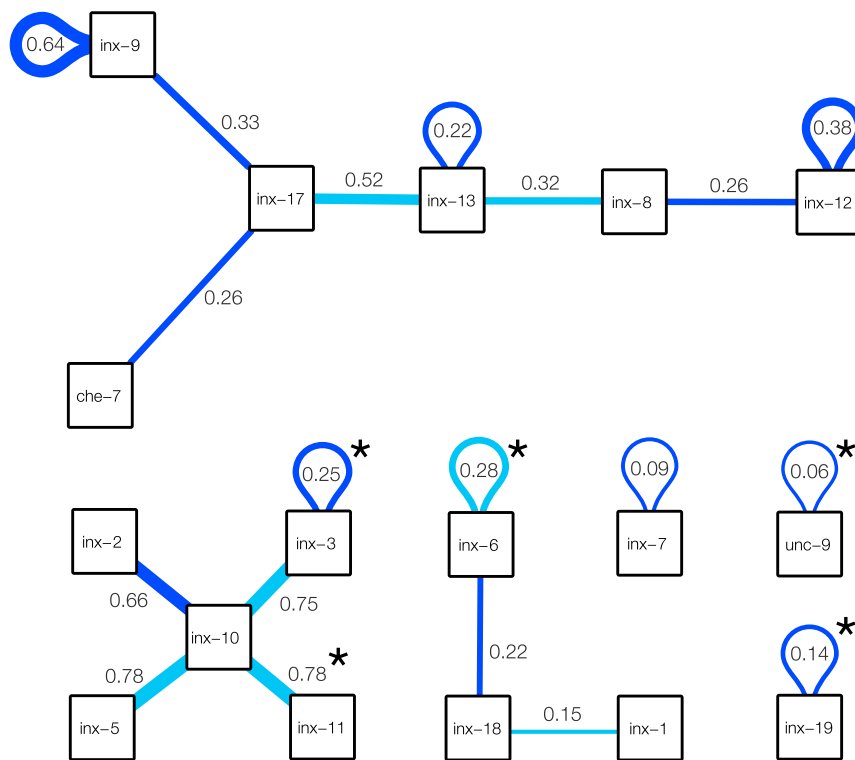 0.64
inx–9
0.33
0.22
0.38
inx–17
0.52
inx–13
0.32
inx–8
0.26
inx–12
0.26
che–7
0.25
*
0.28
*
0.09
0.06
*
inx–2
inx–3
inx–6
inx–7
unc–9
0.66
0.75
inx–10
0.22
0.14
*
0.78
0.78
*
inx–5
inx–11
inx–18
0.15
inx–1
inx–19